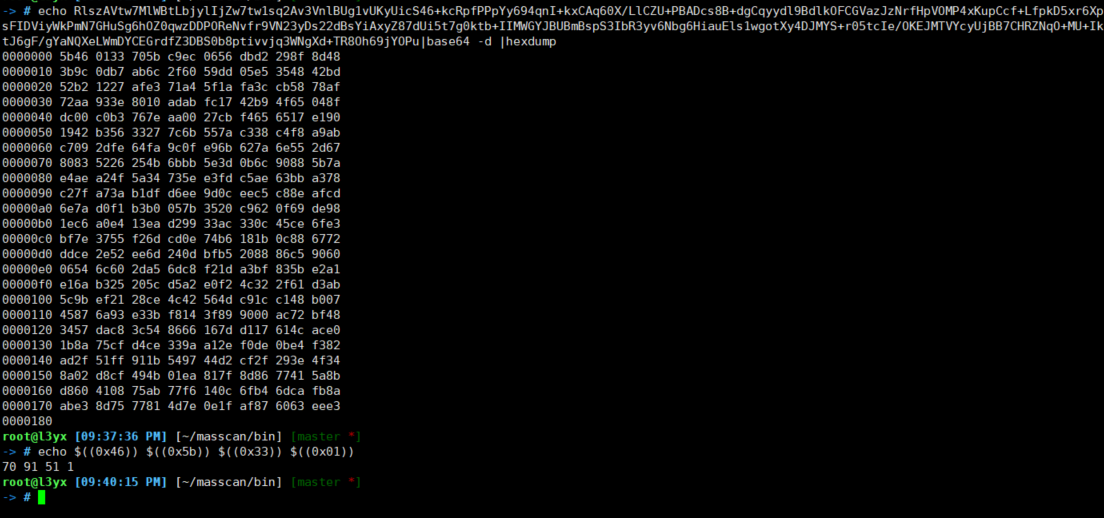 -> # echo RlszAVtw7MlWBtLbjylIjZw7tw1sq2Av3VnlBUg1vUKyUicS46+kcRpfPPpYy694qnI+kxCAq60X/LlCZU+PBADcs8B+dgCqyydl9BdlkOFCGVazJzNrfHpVOMP4xKupCcf+LfpkD5xr6Xp
sFIDViyWkPmN7GHuSg6hOZ0qwzDDPOReNvfr9VN23yDs22dBsYiAxyZ87dUi5t7g0ktb+IIMWGYJBUBmBspS3IbR3yv6Nbg6HiauEls1wgotXy4DJMYS+r05tcIe/OKEJMTVYcyUjBB7CHRZNqO+MU+Ik
tJ6gF/gYaNQXeLWmDYCEGrdfZ3DBS0b8ptivvjq3WNgXd+TR8Oh69jYOPu|base64 -d |hexdump
0000000 5b46 0133 705b c9ec 0656 dbd2 298f 8d48
0000010 3b9c 0db7 ab6c 2f60 59dd 05e5 3548 42bd
0000020 52b2 1227 afe3 71a4 5f1a fa3c cb58 78af
0000030 72aa 933e 8010 adab fc17 42b9 4f65 048f
0000040 dc00 c0b3 767e aa00 27cb f465 6517 e190
0000050 1942 b356 3327 7c6b 557a c338 c4f8 a9ab
0000060 c709 2dfe 64fa 9c0f e96b 627a 6e55 2d67
0000070 8083 5226 254b 6bbb 5e3d 0b6c 9088 5b7a
0000080 e4ae a24f 5a34 735e e3fd c5ae 63bb a378
0000090 c27f a73a b1df d6ee 9d0c eec5 c88e afcd
00000a0 6e7a d0f1 b3b0 057b 3520 c962 0f69 de98
00000b0 1ec6 a0e4 13ea d299 33ac 330c 45ce 6fe3
00000c0 bf7e 3755 f26d cd0e 74b6 181b 0c88 6772
00000d0 ddce 2e52 ee6d 240d bfb5 2088 86c5 9060
00000e0 0654 6c60 2da5 6dc8 f21d a3bf 835b e2a1
00000f0 e16a b325 205c d5a2 e0f2 4c32 2f61 d3ab
0000100 5c9b ef21 28ce 4c42 564d c91c c148 b007
0000110 4587 6a93 e33b f814 3f89 9000 ac72 bf48
0000120 3457 dac8 3c54 8666 167d d117 614c ace0
0000130 1b8a 75cf d4ce 339a a12e f0de 0be4 f382
0000140 ad2f 51ff 911b 5497 44d2 cf2f 293e 4f34
0000150 8a02 d8cf 494b 01ea 817f 8d86 7741 5a8b
0000160 d860 4108 75ab 77f6 140c 6fb4 6dca fb8a
0000170 abe3 8d75 7781 4d7e 0e1f af87 6063 eee3
0000180
root@l3yx [09:37:36 PM] [~/masscan/bin] [master *]
-> # echo $((0x46)) $((0x5b)) $((0x33)) $((0x01))
70 91 51 1
root@l3yx [09:40:15 PM] [~/masscan/bin] [master *]
-> #